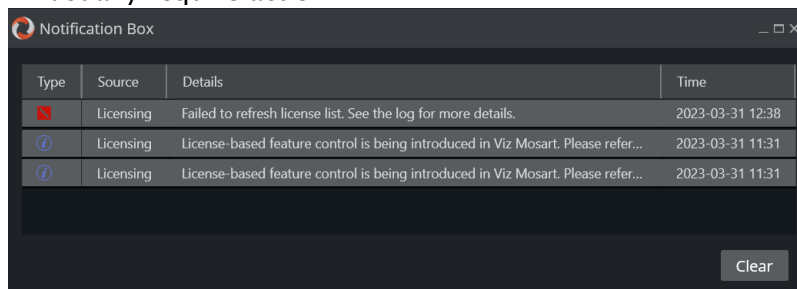 Notification Box
Type Source Details Time
Licensing Failed to refresh license list. See the log for more details. 2023-03-31 12:38
Licensing License-based feature control is being introduced in Viz Mosart. Please refer... 2023-03-31 11:31
Licensing License-based feature control is being introduced in Viz Mosart. Please refer... 2023-03-31 11:31
Clear